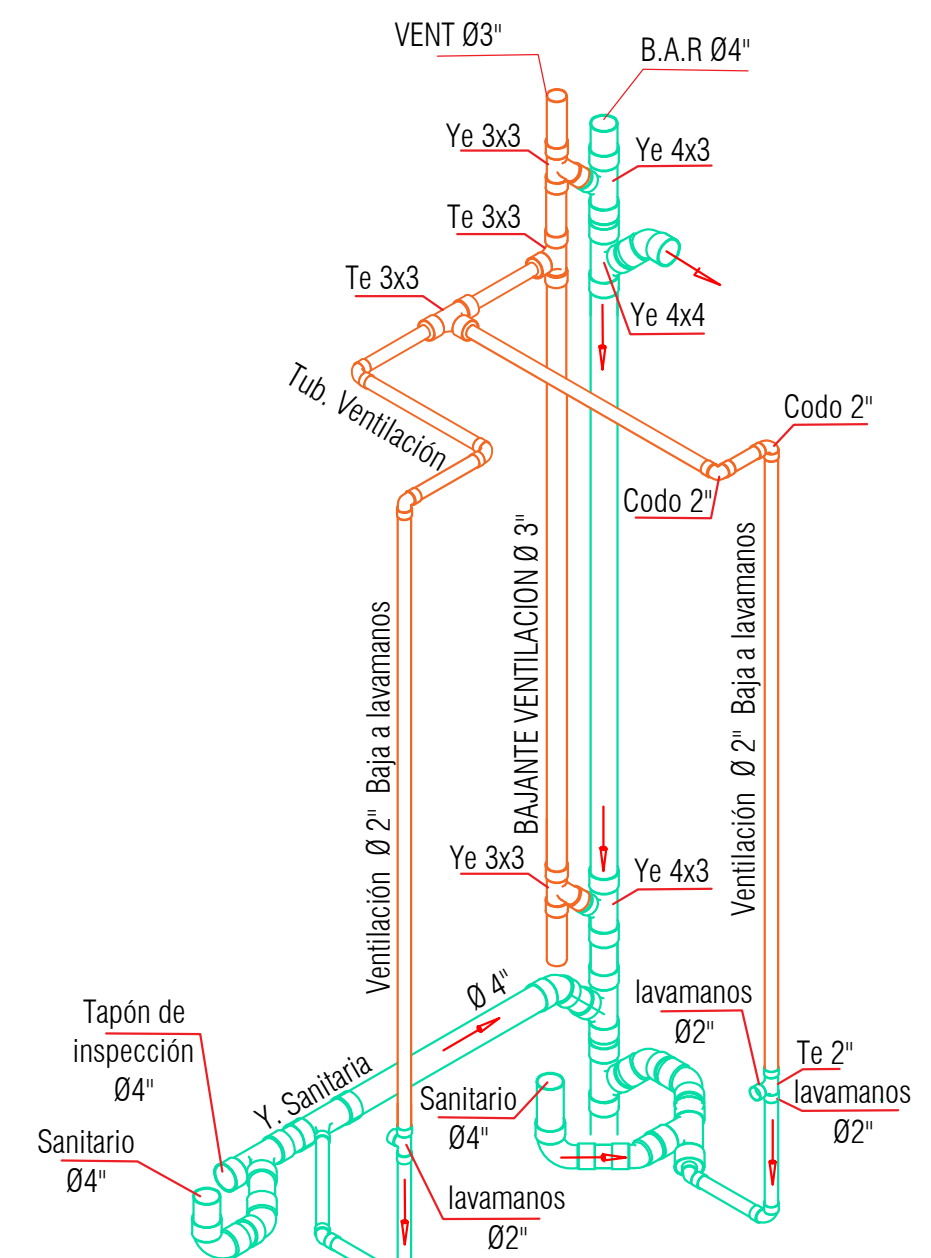 VENT Ø3"
B.A.R Ø4"
Ye 3x3
Ye 4x3
Te 3x3
Te 3x3
Ye 4x4
Tub. Ventilación
Codo 2"
Codo 2"
Ventilación Ø 2" Baja a lavamanos
BAJANTE VENTILACION Ø 3"
Ventilación Ø 2" Baja a lavamanos
Ye 3x3
Ye 4x3
Ø 4"
lavamanos
Ø2"
Tapón de
inspección
Ø4"
Te 2"
Y. Sanitaria
Sanitario
Ø4"
lavamanos
Ø2"
Sanitario
Ø4"
lavamanos
Ø2"